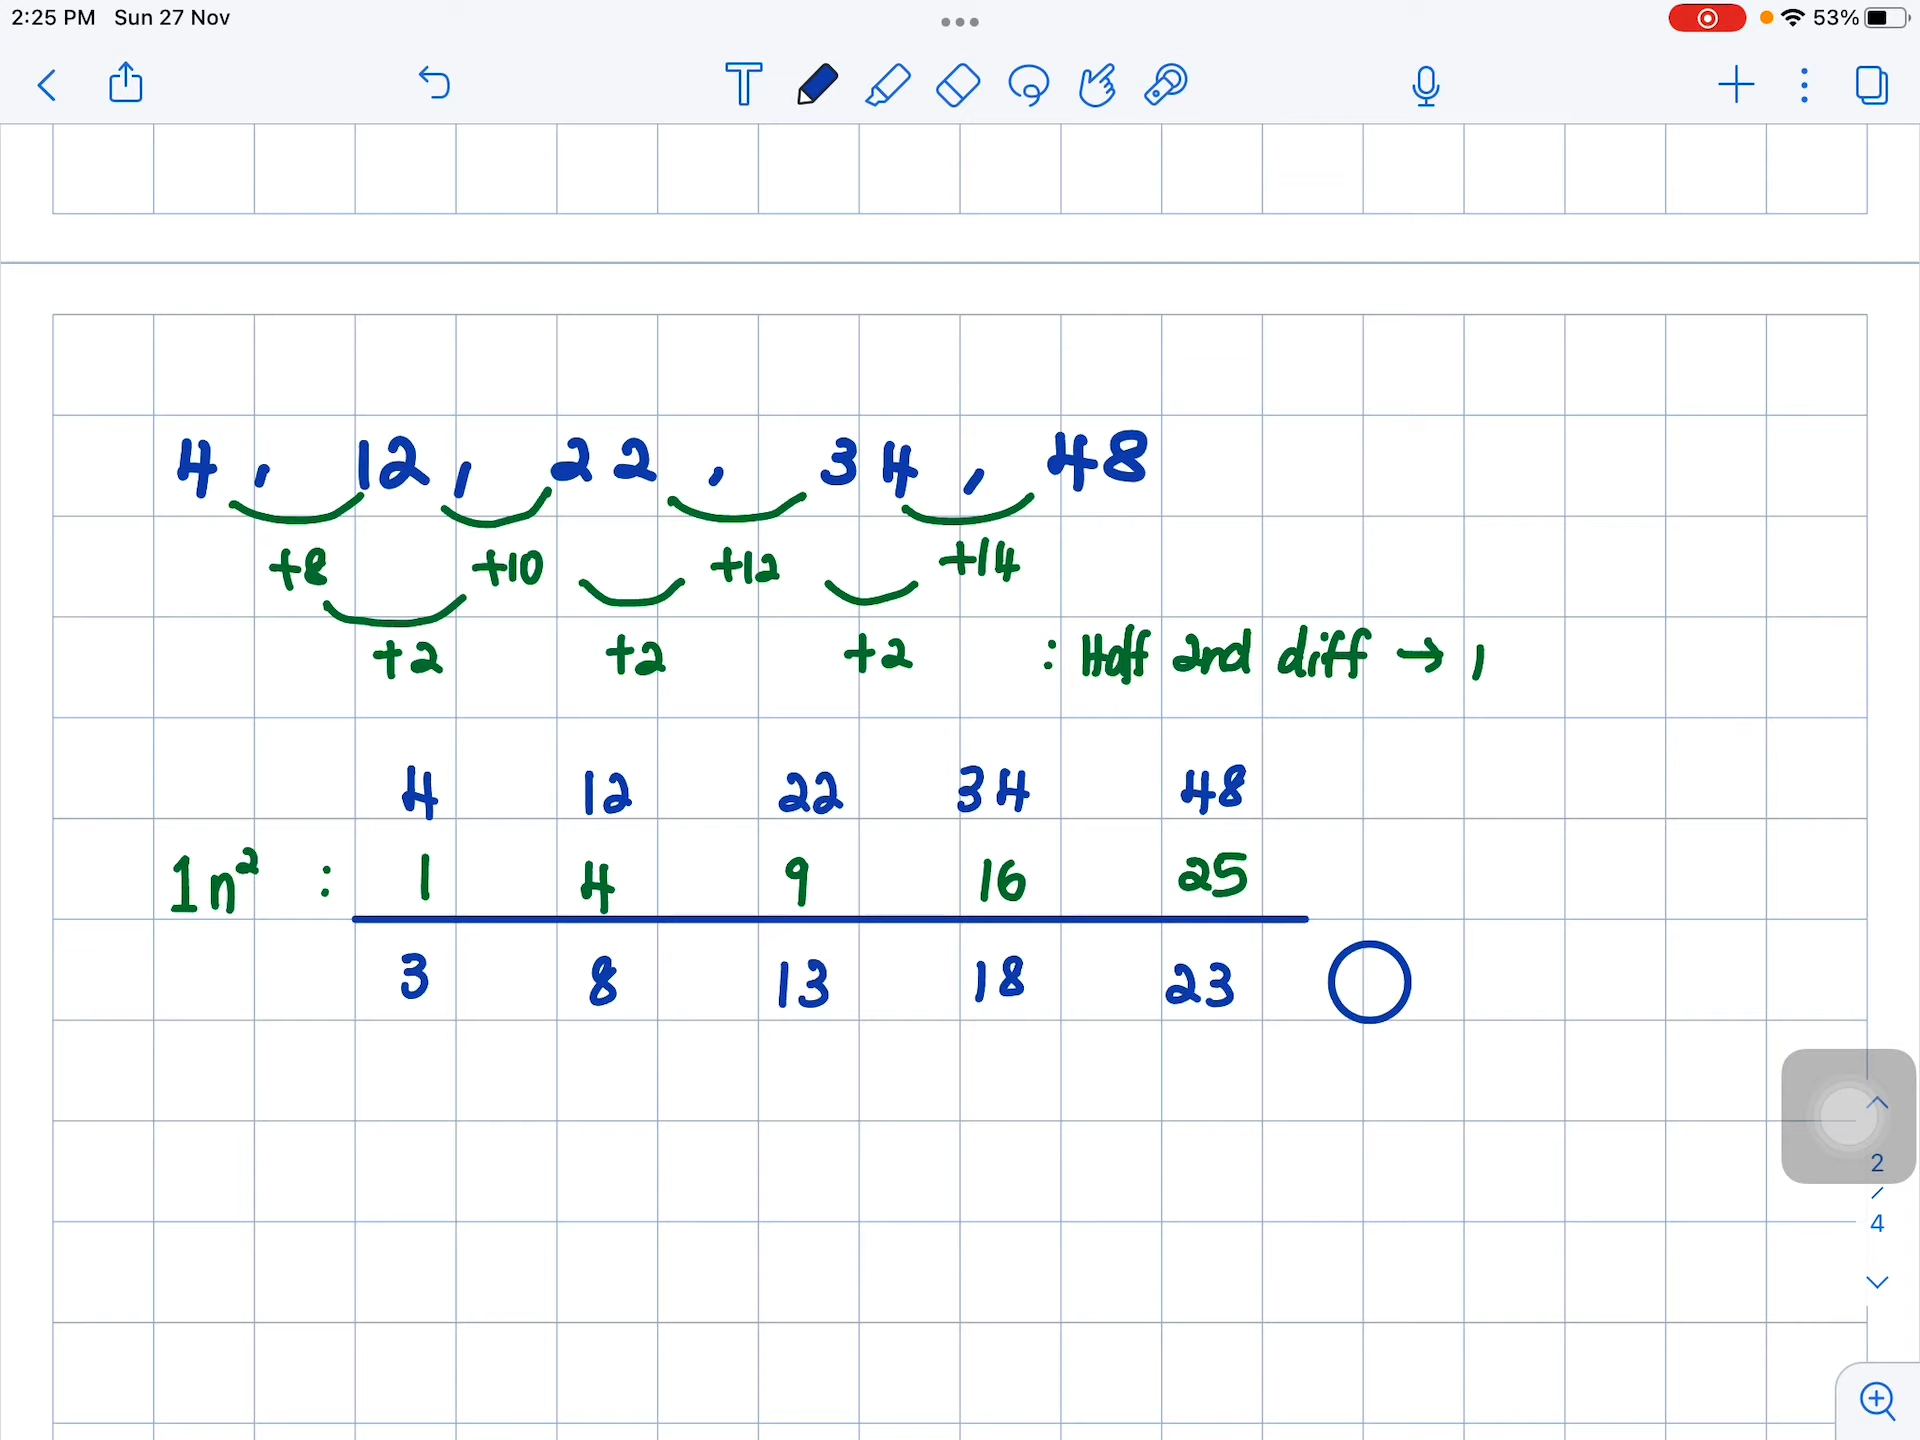 2:25 PM Sun 27 Nov
53%
T
4, 12, 22, 34, 48
+8 +10 +12 +14
+2 +2 +2 : Half 2nd diff → 1
4 12 22 34 48
1n² : 1 4 9 16 25
3 8 13 18 23
2
/
4